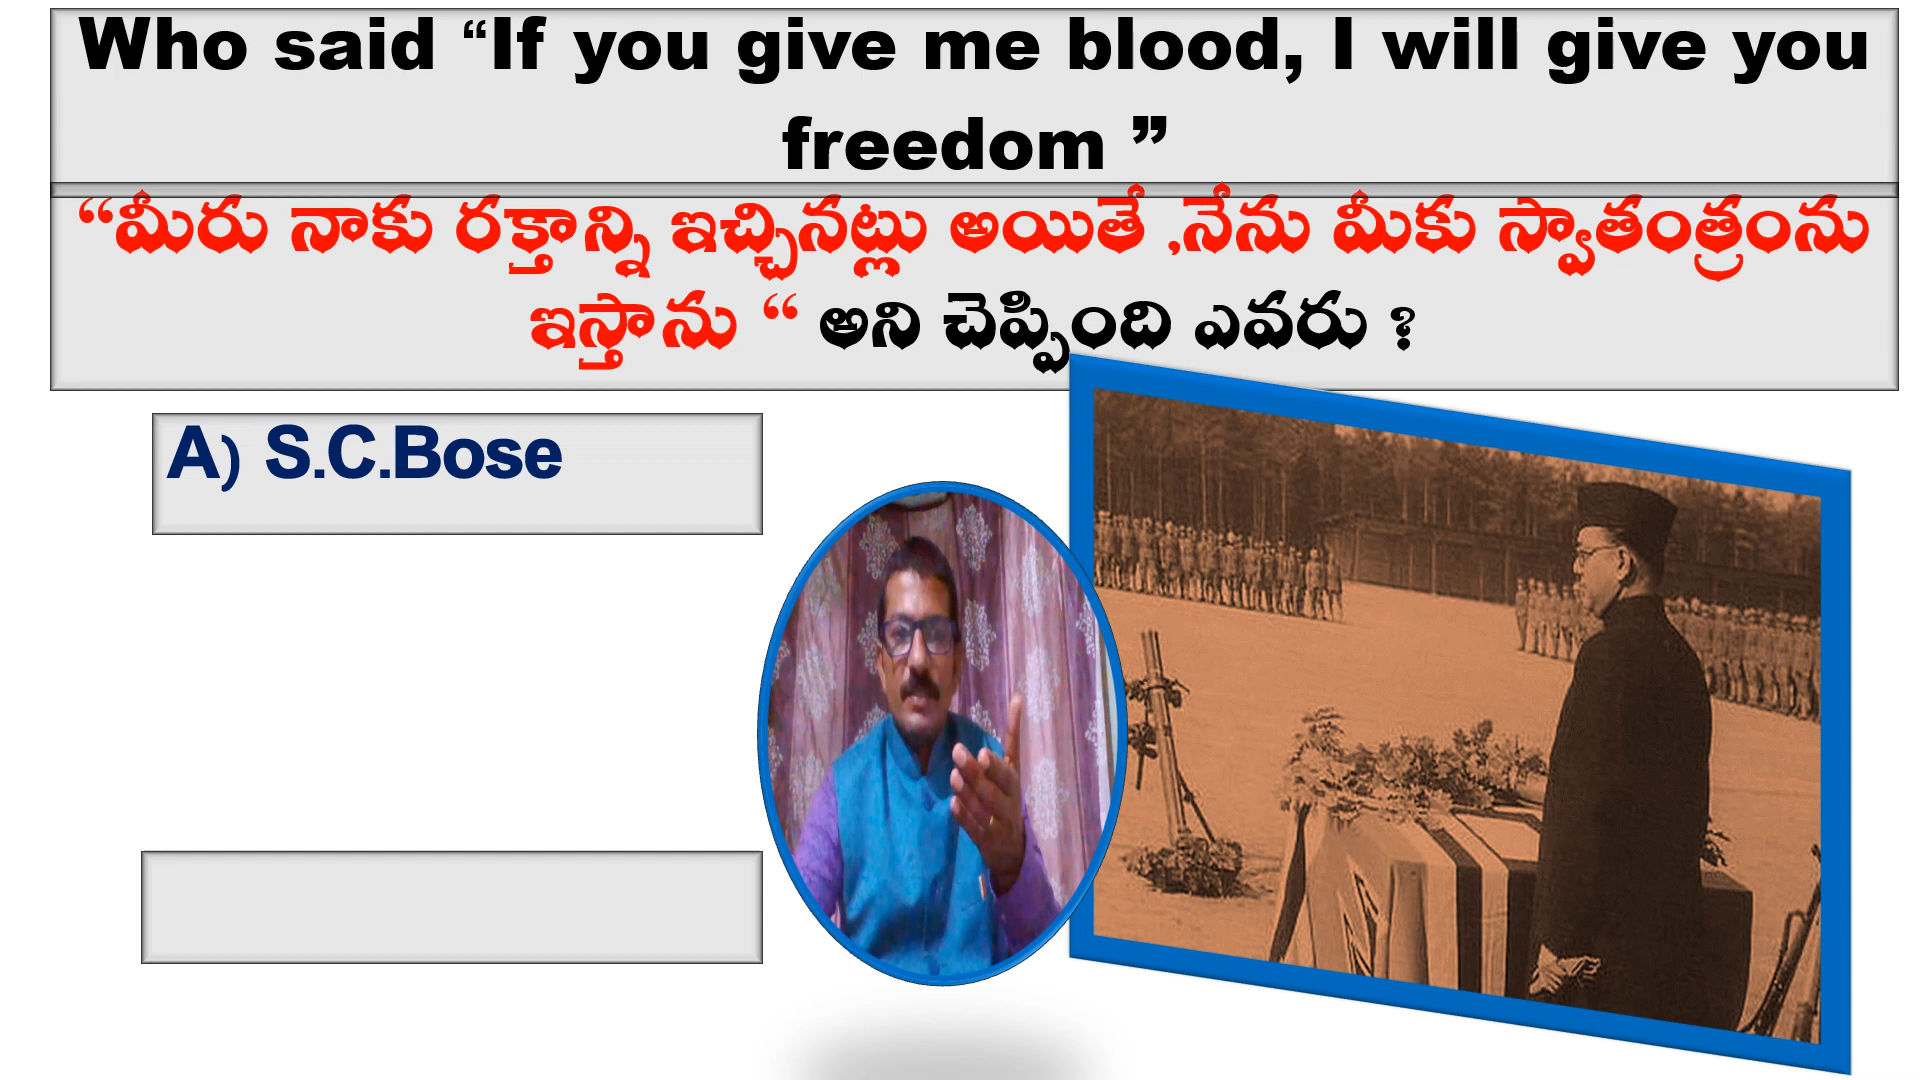 Who said “If you give me blood, I will give you
freedom ”
“మీరు నాకు రక్తాన్ని ఇచ్చినట్లు అయితే ,నేను మీకు స్వాతంత్రంను
ఇస్తాను “ అని చెప్పింది ఎవరు ?
A) S.C.Bose